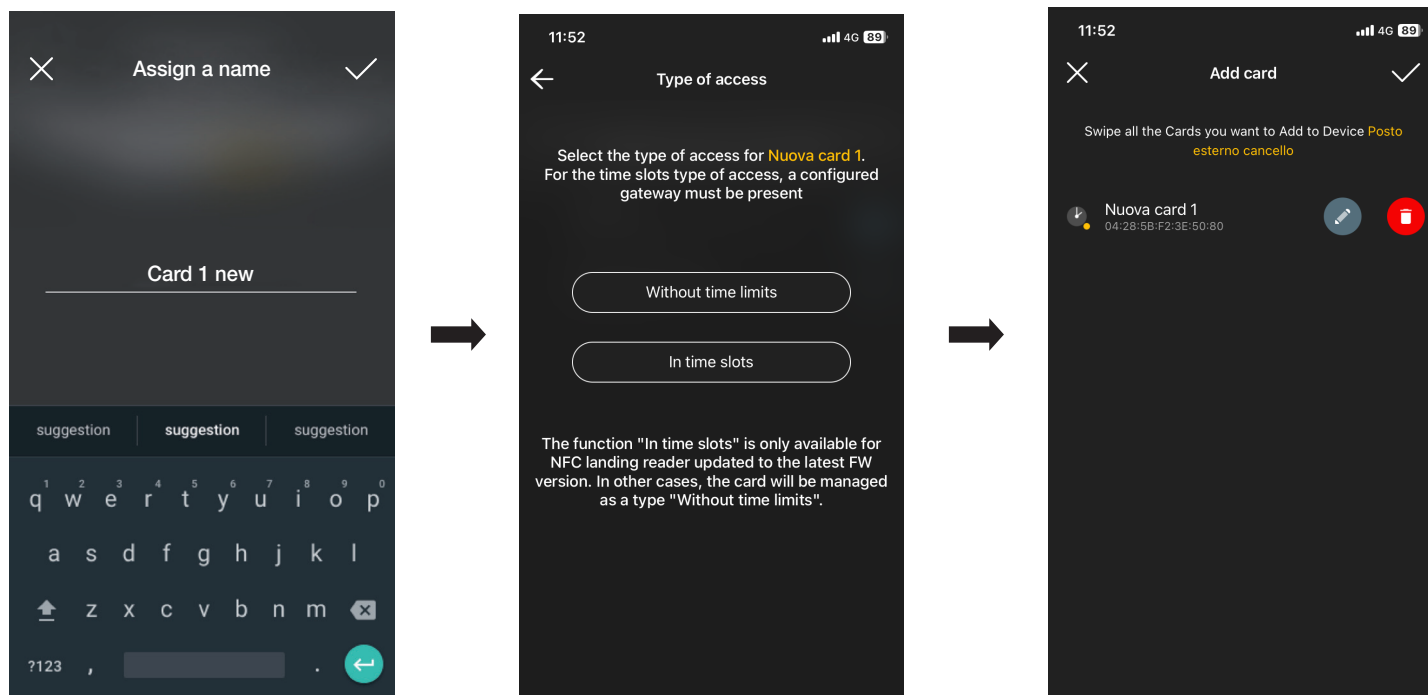 Assign a name
Card 1 new
suggestion suggestion suggestion
1 2 3 4 5 6 7 8 9 0
q w e r t y u i o p
a s d f g h j k l
z x c v b n m
?123 , .
11:52 4G 89
Type of access
Select the type of access for Nuova card 1.
For the time slots type of access, a configured
gateway must be present
Without time limits
In time slots
The function "In time slots" is only available for
NFC landing reader updated to the latest FW
version. In other cases, the card will be managed
as a type "Without time limits".
11:52 4G 89
Add card
Swipe all the Cards you want to Add to Device Posto
esterno cancello
Nuova card 1
04:28:5B:F2:3E:50:80